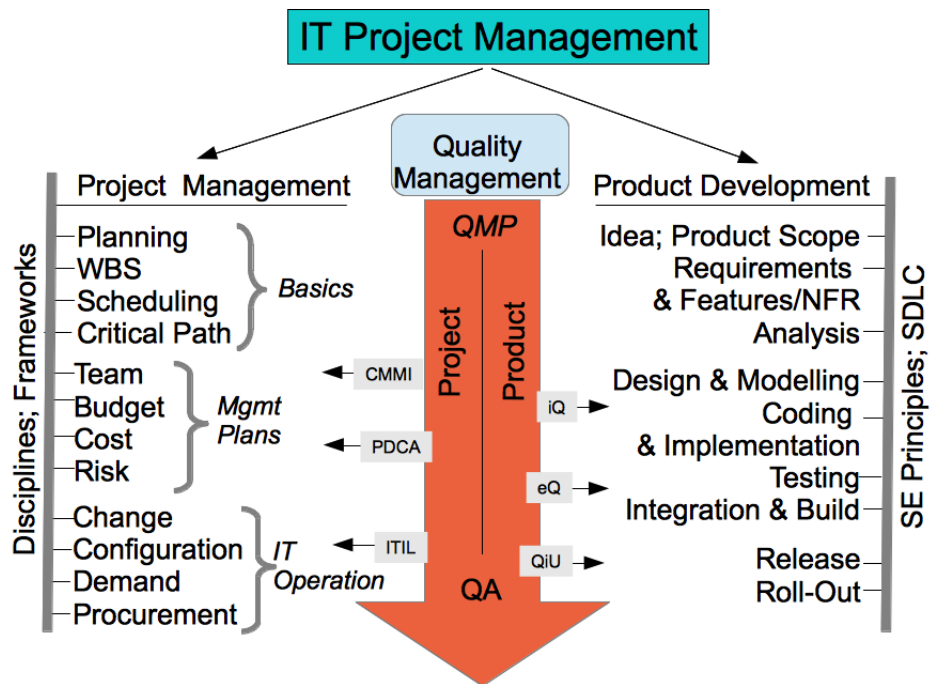 IT Project Management
Quality
Management
Project Management
Product Development
Disciplines; Frameworks
Planning
WBS
Scheduling
Critical Path
Basics
Team
Budget
Cost
Risk
Mgmt
Plans
Change
Configuration
Demand
Procurement
IT
Operation
QMP
Project
Product
QA
CMMI
PDCA
ITIL
iQ
eQ
QiU
Idea; Product Scope
Requirements
& Features/NFR
Analysis
Design & Modelling
Coding
& Implementation
Testing
Integration & Build
Release
Roll-Out
SE Principles; SDLC